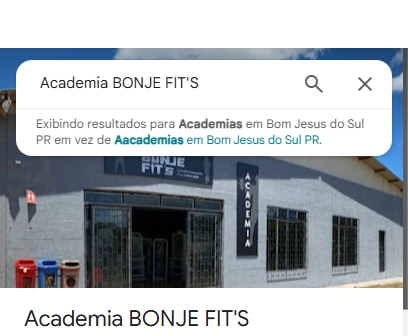 Academia BONJE FIT'S
Exibindo resultados para Academias em Bom Jesus do Sul
PR em vez de Aacademias em Bom Jesus do Sul PR.
BONJE
FIT'S
ACADEMIA
Academia BONJE FIT'S